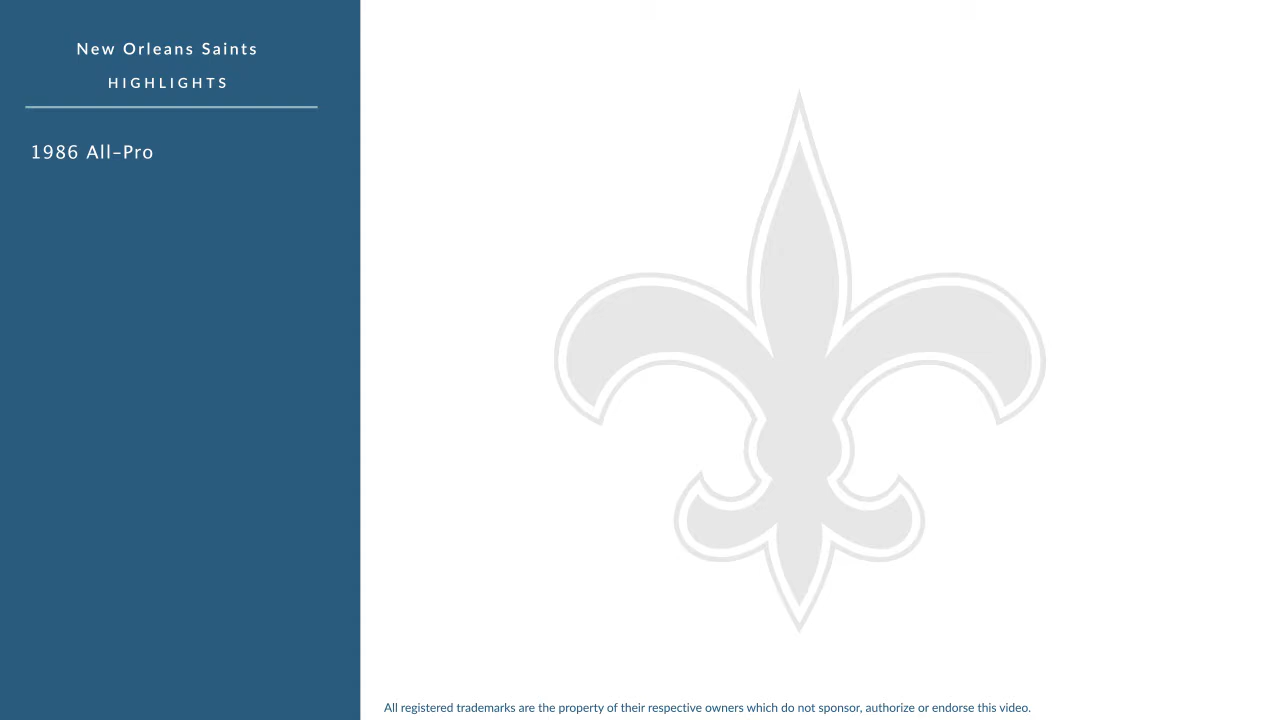 New Orleans Saints
HIGHLIGHTS
1986 All-Pro
All registered trademarks are the property of their respective owners which do not sponsor, authorize or endorse this video.